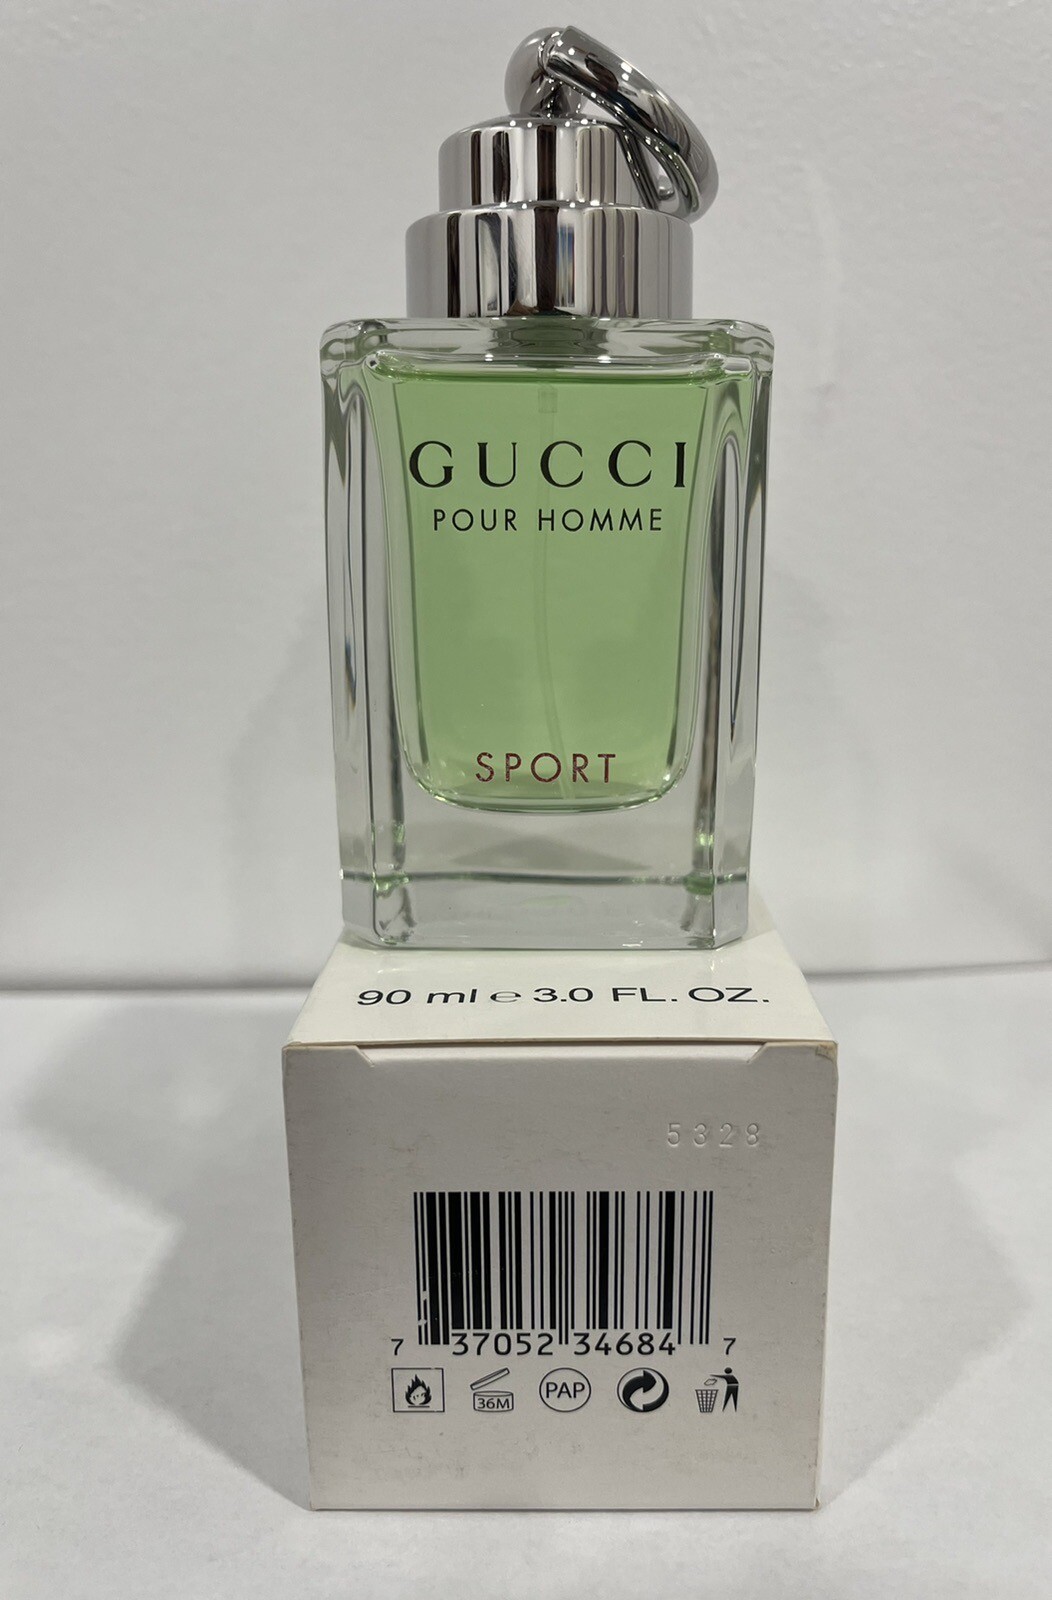 GUCCI
POUR HOMME
SPORT
90 ml ℮ 3.0 FL. OZ.
5328
7 37052 34684 7
36M
PAP